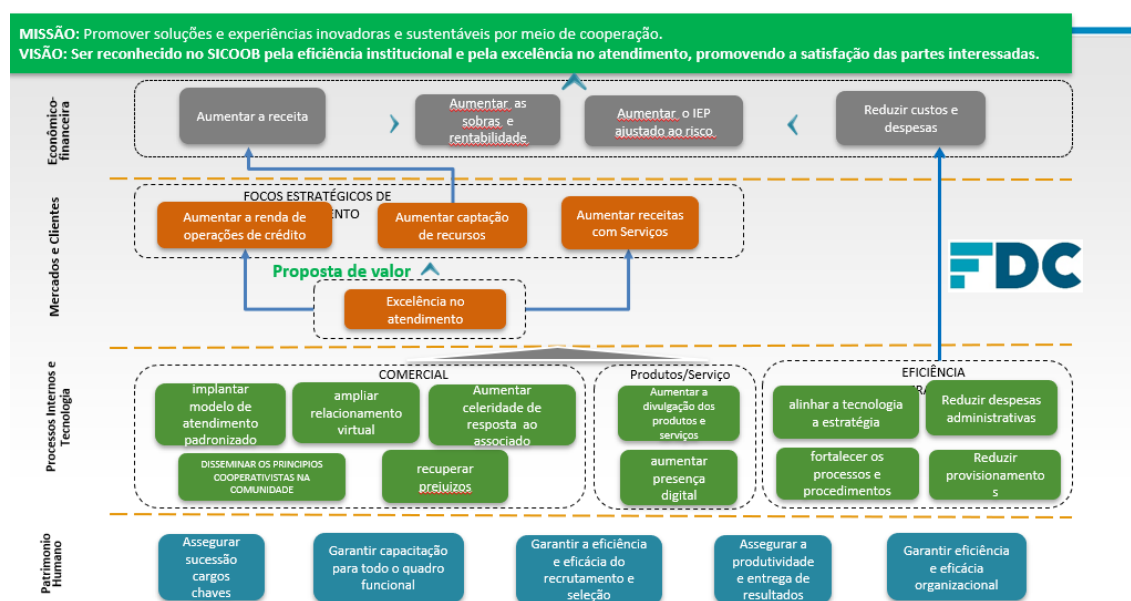 MISSÃO: Promover soluções e experiências inovadoras e sustentáveis por meio de cooperação.
VISÃO: Ser reconhecido no SICOOB pela eficiência institucional e pela excelência no atendimento, promovendo a satisfação das partes interessadas.
Econômico-
financeira
Aumentar a receita
Aumentar as
sobras e
rentabilidade
Aumentar o IEP
ajustado ao risco
Reduzir custos e
despesas
Mercados e Clientes
FOCOS ESTRATÉGICOS DE
Aumentar a renda de
operações de crédito
Aumentar captação
de recursos
Aumentar receitas
com Serviços
Proposta de valor
Excelência no
atendimento
FDC
Processos Internos e
Tecnologia
COMERCIAL
implantar
modelo de
atendimento
padronizado
ampliar
relacionamento
virtual
Aumentar
celeridade de
resposta ao
associado
DISSEMINAR OS PRINCIPIOS
COOPERATIVISTAS NA
COMUNIDADE
recuperar
prejuizos
Produtos/Serviço
Aumentar a
divulgação dos
produtos e
serviços
aumentar
presença
digital
EFICIÊNCIA
alinhar a tecnologia
a estratégia
Reduzir despesas
administrativas
fortalecer os
processos e
procedimentos
Reduzir
provisionamento
s
Patrimonio
Humano
Assegurar
sucessão
cargos
chaves
Garantir capacitação
para todo o quadro
funcional
Garantir a eficiência
e eficácia do
recrutamento e
seleção
Assegurar a
produtividade
e entrega de
resultados
Garantir eficiência
e eficácia
organizacional